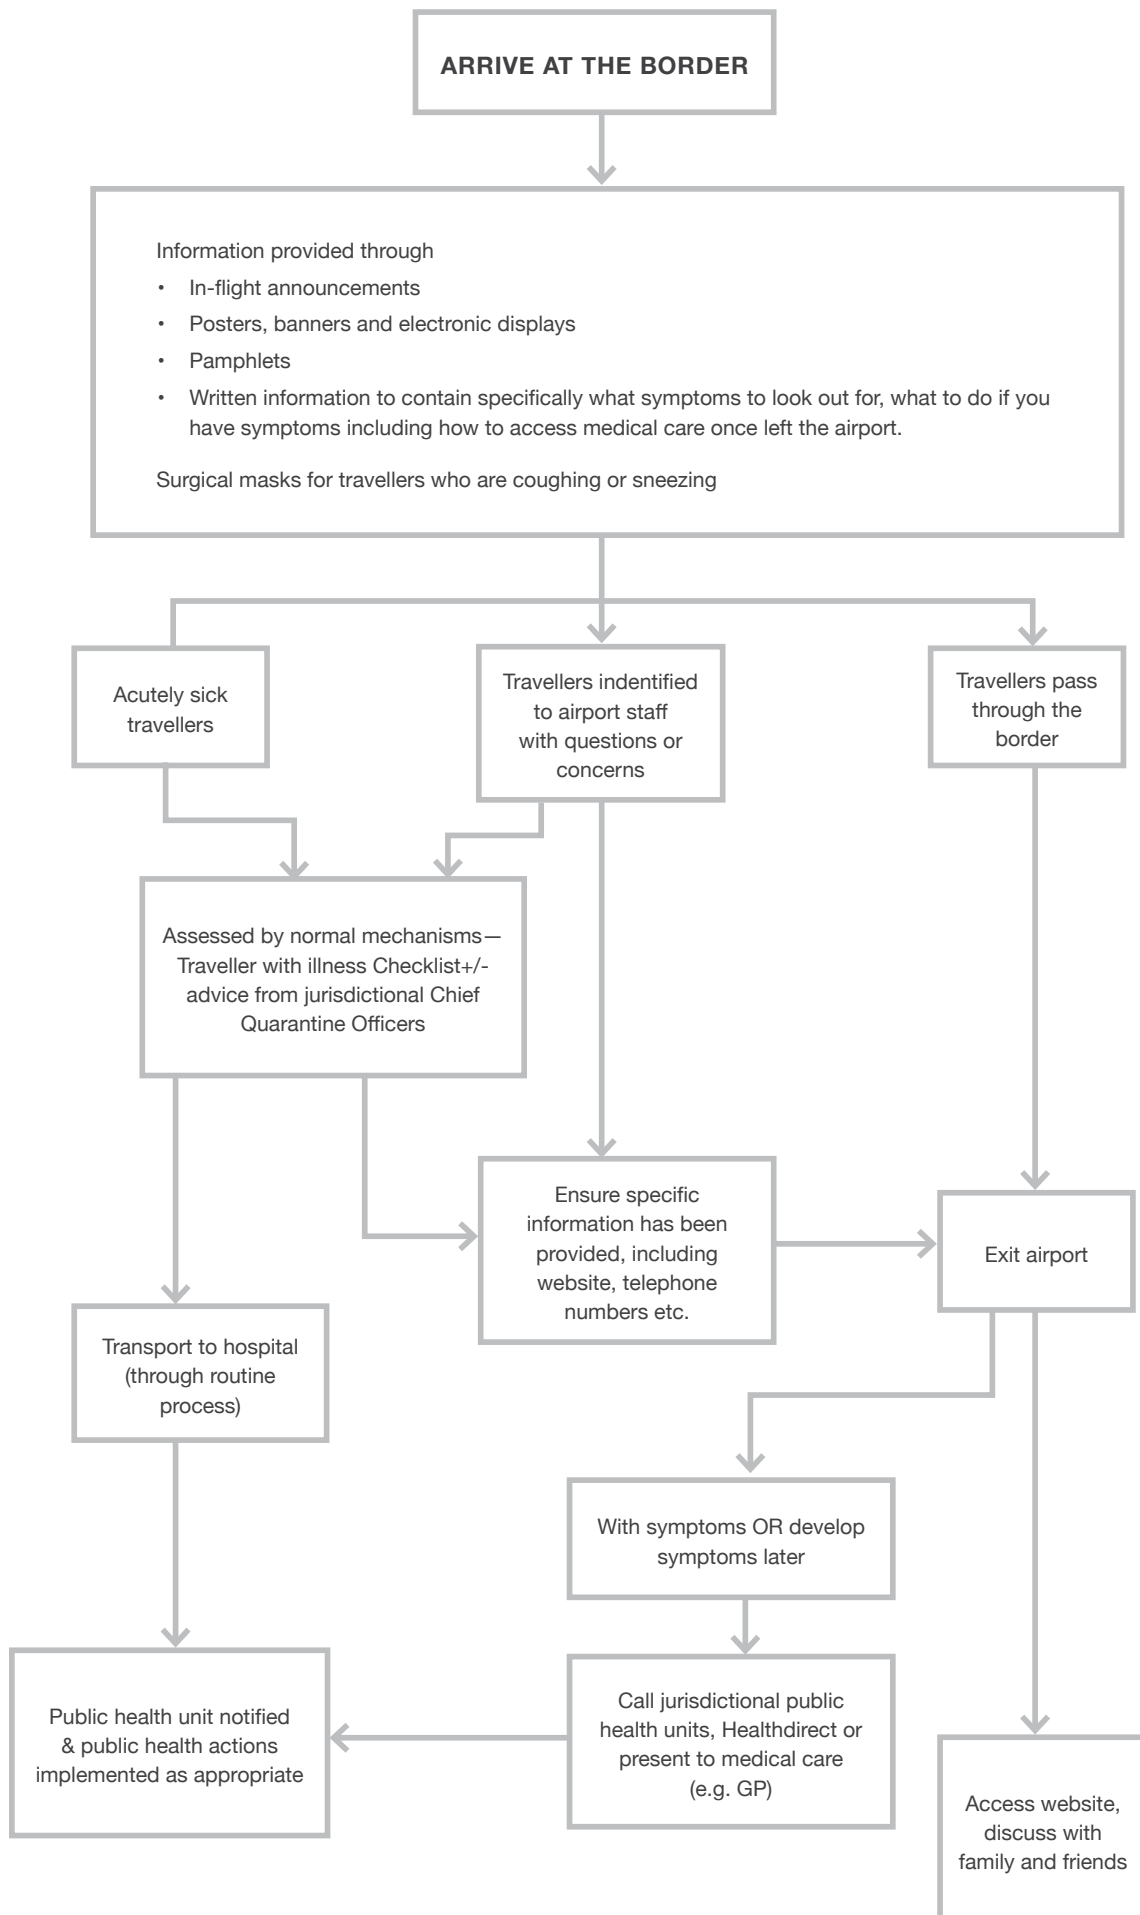 ARRIVE AT THE BORDER
Information provided through
• In-flight announcements
• Posters, banners and electronic displays
• Pamphlets
• Written information to contain specifically what symptoms to look out for, what to do if you
have symptoms including how to access medical care once left the airport.
Surgical masks for travellers who are coughing or sneezing
Acutely sick
travellers
Travellers indentified
to airport staff
with questions or
concerns
Travellers pass
through the
border
Assessed by normal mechanisms—
Traveller with illness Checklist+/-
advice from jurisdictional Chief
Quarantine Officers
Ensure specific
information has been
provided, including
website, telephone
numbers etc.
Exit airport
Transport to hospital
(through routine
process)
With symptoms OR develop
symptoms later
Public health unit notified
& public health actions
implemented as appropriate
Call jurisdictional public
health units, Healthdirect or
present to medical care
(e.g. GP)
Access website,
discuss with
family and friends